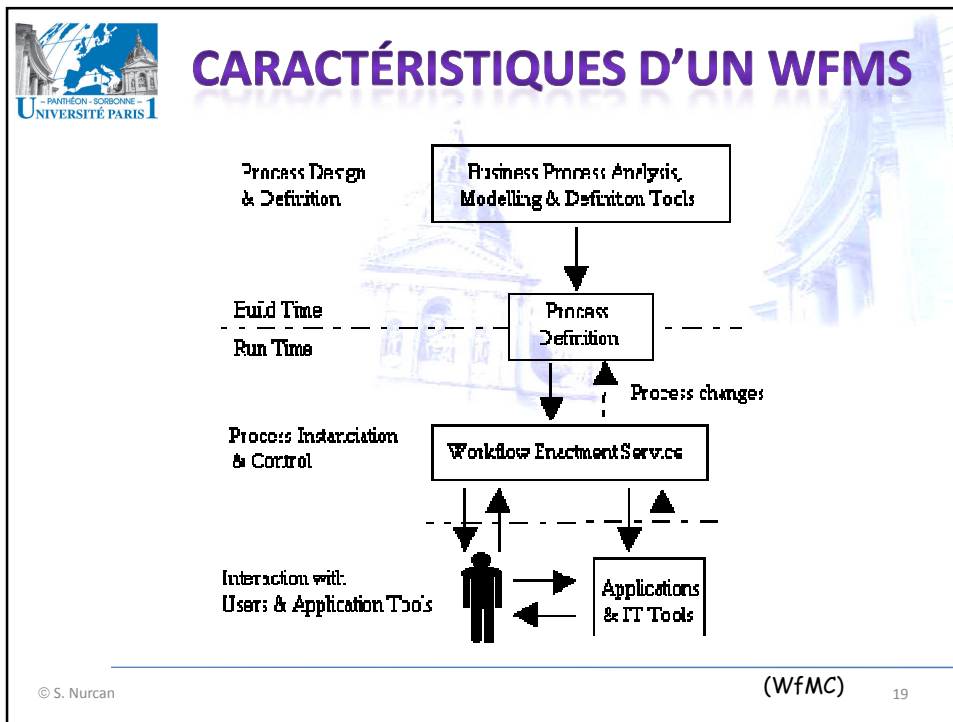 CARACTÉRISTIQUES D'UN WFMS
– PANTHÉON - SORBONNE –
UNIVERSITÉ PARIS 1
Process Design
& Definition
Business Process Analysis,
Modelling & Definiton Tools
Build Time
Run Time
Process
Definition
Process changes
Process Instanciation
& Control
Workflow Enactment Service
Interaction with
Users & Application Tools
Applications
& IT Tools
© S. Nurcan
(WfMC)
19